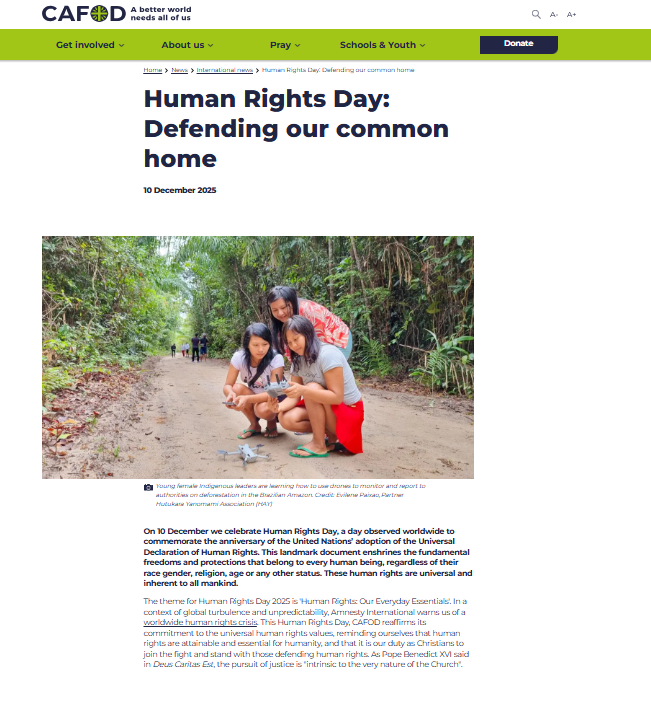 CAFOD A better world
needs all of us
A- A+
Get involved About us Pray Schools & Youth Donate
Home News International news Human Rights Day: Defending our common home
Human Rights Day:
Defending our common
home
10 December 2025
Young female Indigenous leaders are learning how to use drones to monitor and report to
authorities on deforestation in the Brazilian Amazon. Credit: Evilene Paixao, Partner
Hutukara Yanomami Association (HAY)
On 10 December we celebrate Human Rights Day, a day observed worldwide to
commemorate the anniversary of the United Nations' adoption of the Universal
Declaration of Human Rights. This landmark document enshrines the fundamental
freedoms and protections that belong to every human being, regardless of their
race gender, religion, age or any other status. These human rights are universal and
inherent to all mankind.
The theme for Human Rights Day 2025 is 'Human Rights: Our Everyday Essentials'. In a
context of global turbulence and unpredictability, Amnesty International warns us of a
worldwide human rights crisis. This Human Rights Day, CAFOD reaffirms its
commitment to the universal human rights values, reminding ourselves that human
rights are attainable and essential for humanity, and that it is our duty as Christians to
join the fight and stand with those defending human rights. As Pope Benedict XVI said
in Deus Caritas Est, the pursuit of justice is "intrinsic to the very nature of the Church".